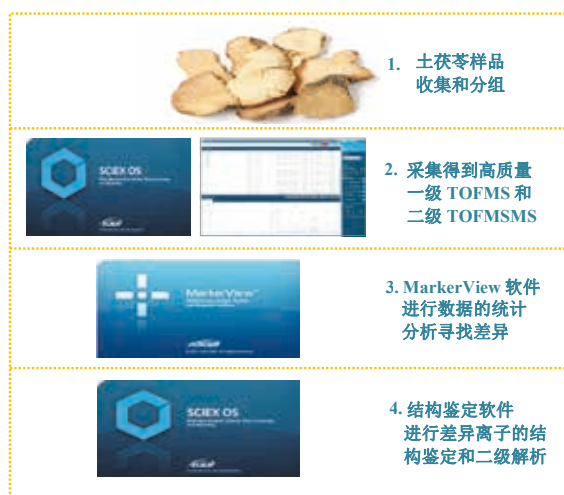 1. 土茯苓样品
收集和分组
SCIEX OS
2. 采集得到高质量
一级 TOFMS 和
二级 TOFMSMS
MarkerView™
3. MarkerView 软件
进行数据的统计
分析寻找差异
SCIEX OS
4. 结构鉴定软件
进行差异离子的结
构鉴定和二级解析